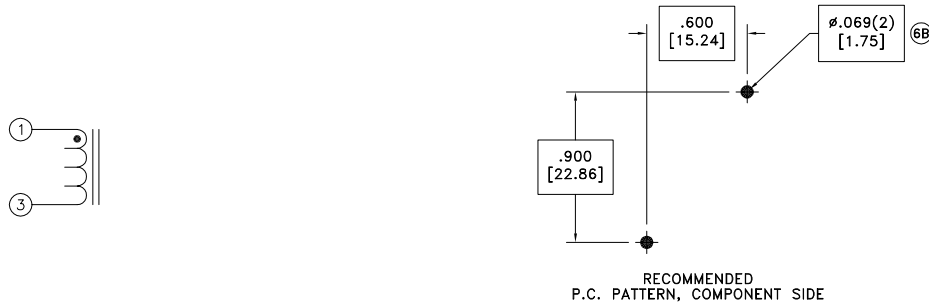 1
3
.600
[15.24]
ø.069(2)
[1.75]
6B
.900
[22.86]
RECOMMENDED
P.C. PATTERN, COMPONENT SIDE